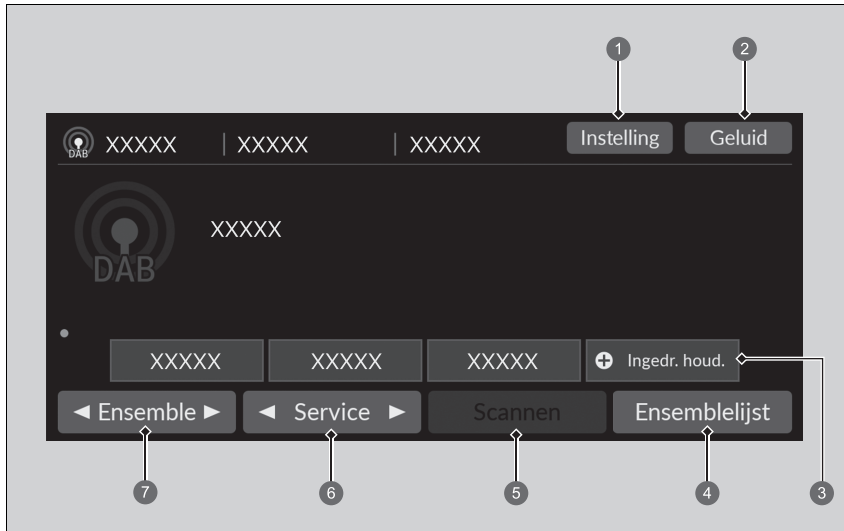 1 2
DAB XXXXX | XXXXX | XXXXX Instelling Geluid
DAB XXXXX
XXXXX XXXXX XXXXX Ingedr. houd. 3
◄ Ensemble ► ◄ Service ► Scannen Ensemblelijst
7 6 5 4